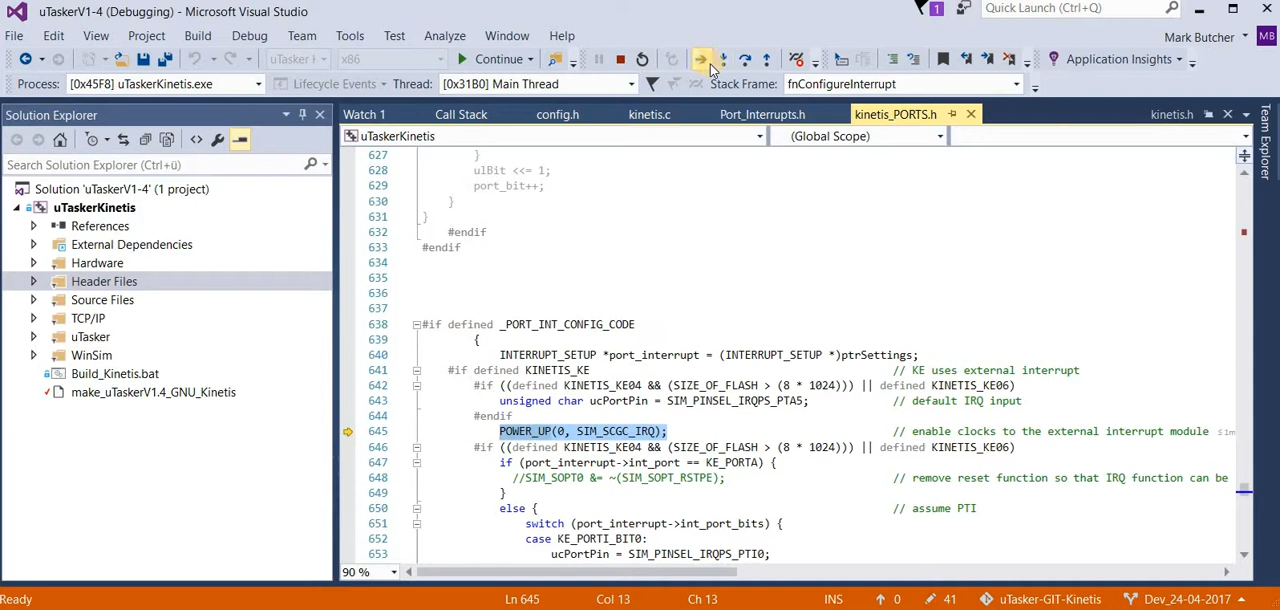 uTaskerV1-4 (Debugging) - Microsoft Visual Studio
1
Quick Launch (Ctrl+Q)
File Edit View Project Build Debug Team Tools Test Analyze Window Help
Mark Butcher MB
uTasker F x86 Continue Application Insights
Process: [0x45F8] uTaskerKinetis.exe Lifecycle Events Thread: [0x31B0] Main Thread Stack Frame: fnConfigureInterrupt
Solution Explorer
Watch 1 Call Stack config.h kinetis.c Port_Interrupts.h kinetis_PORTS.h kinetis.h
Team Explorer
uTaskerKinetis (Global Scope)
Search Solution Explorer (Ctrl+ü)
Solution 'uTaskerV1-4' (1 project)
uTaskerKinetis
References
External Dependencies
Hardware
Header Files
Source Files
TCP/IP
uTasker
WinSim
Build_Kinetis.bat
make_uTaskerV1.4_GNU_Kinetis
627 }
628 ulBit <<= 1;
629 port_bit++;
630 }
631 }
632 #endif
633 #endif
634
635
636
637
638 #if defined _PORT_INT_CONFIG_CODE
639 {
640 INTERRUPT_SETUP *port_interrupt = (INTERRUPT_SETUP *)ptrSettings;
641 #if defined KINETIS_KE // KE uses external interrupt
642 #if ((defined KINETIS_KE04 && (SIZE_OF_FLASH > (8 * 1024))) || defined KINETIS_KE06)
643 unsigned char ucPortPin = SIM_PINSEL_IRQPS_PTA5; // default IRQ input
644 #endif
645 POWER_UP(0, SIM_SCGC_IRQ); // enable clocks to the external interrupt module
646 #if ((defined KINETIS_KE04 && (SIZE_OF_FLASH > (8 * 1024))) || defined KINETIS_KE06)
647 if (port_interrupt->int_port == KE_PORTA) {
648 //SIM_SOPT0 &= ~(SIM_SOPT_RSTPE); // remove reset function so that IRQ function can be
649 }
650 else { // assume PTI
651 switch (port_interrupt->int_port_bits) {
652 case KE_PORTI_BIT0:
653 ucPortPin = SIM_PINSEL_IRQPS_PTI0;
90 %
Ready Ln 645 Col 13 Ch 13 INS 0 41 uTasker-GIT-Kinetis Dev_24-04-2017